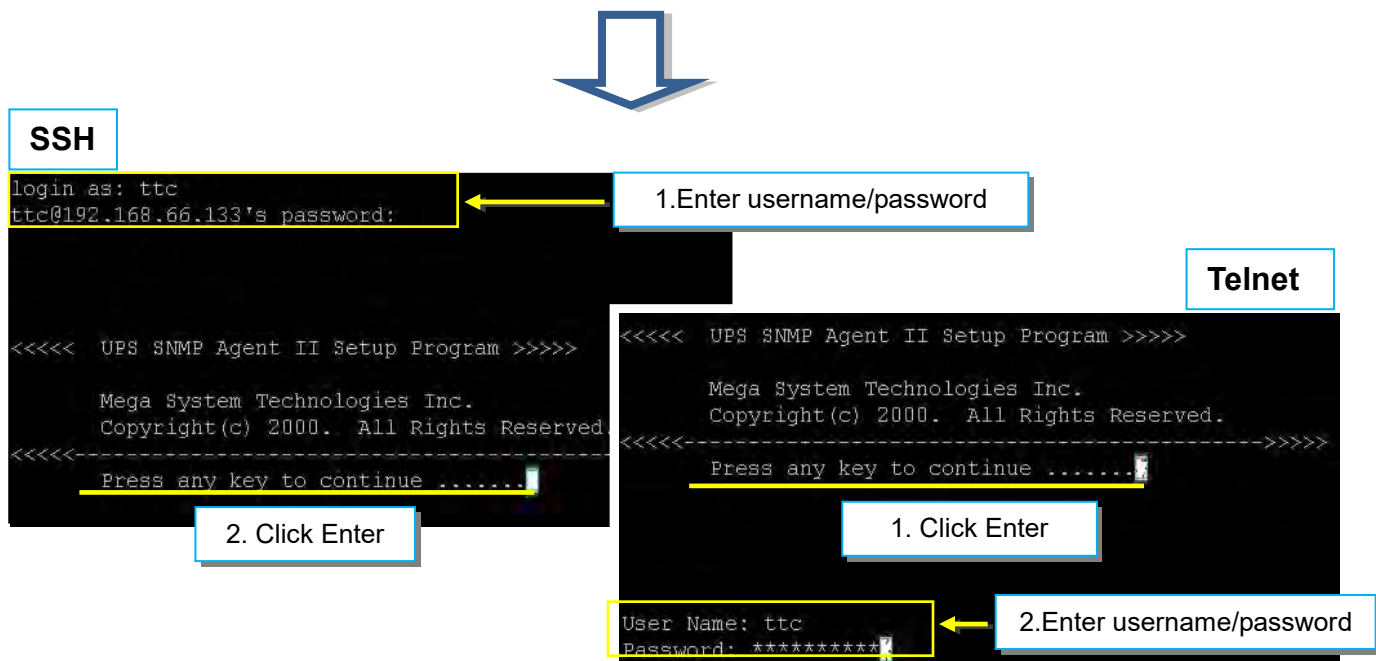 SSH
login as: ttc
ttc@192.168.66.133's password:
1.Enter username/password
<<<<<  UPS SNMP Agent II Setup Program >>>>>
Mega System Technologies Inc.
Copyright(c) 2000.  All Rights Reserved.
<<<<<-----------------------------------------
Press any key to continue .......
2. Click Enter
Telnet
<<<<<  UPS SNMP Agent II Setup Program >>>>>
Mega System Technologies Inc.
Copyright(c) 2000.  All Rights Reserved.
<<<<<--------------------------------------------------->>>>>
Press any key to continue .......
1. Click Enter
User Name: ttc
Password: **********
2.Enter username/password